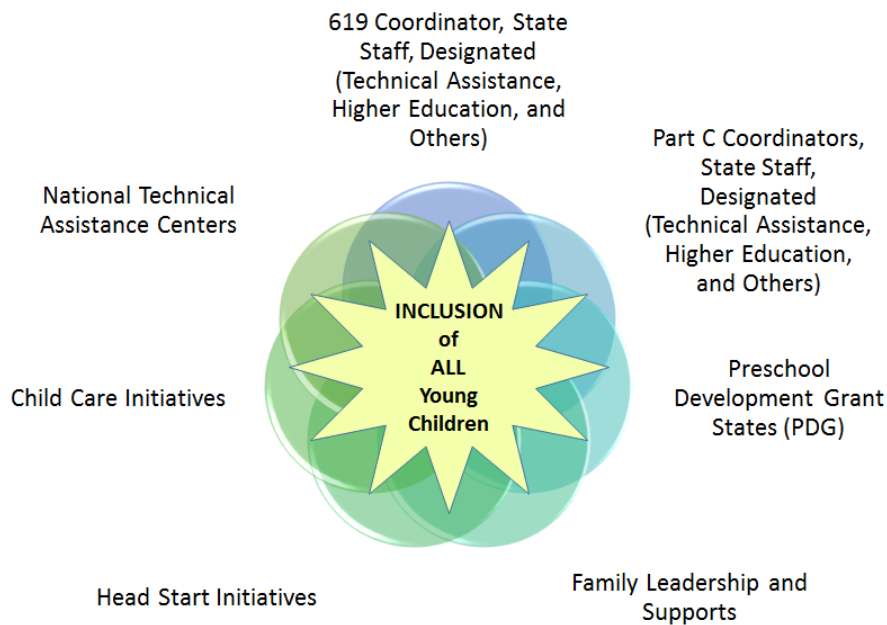 619 Coordinator, State
Staff, Designated
(Technical Assistance,
Higher Education, and
Others)
Part C Coordinators,
State Staff,
Designated
(Technical Assistance,
Higher Education,
and Others)
National Technical
Assistance Centers
INCLUSION
of
ALL
Young
Children
Child Care Initiatives
Preschool
Development Grant
States (PDG)
Head Start Initiatives
Family Leadership and
Supports